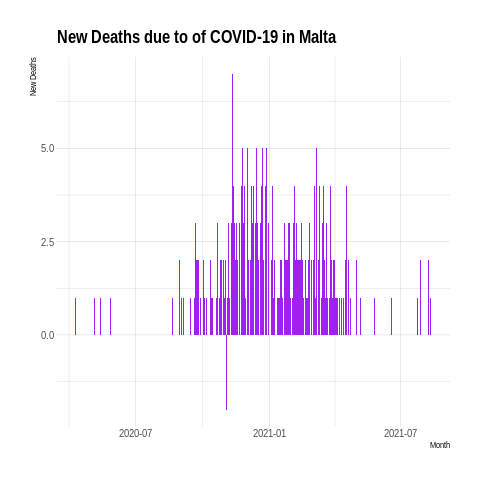 New Deaths due to of COVID-19 in Malta
New Deaths
5.0
2.5
0.0
2020-07 2021-01 2021-07
Month